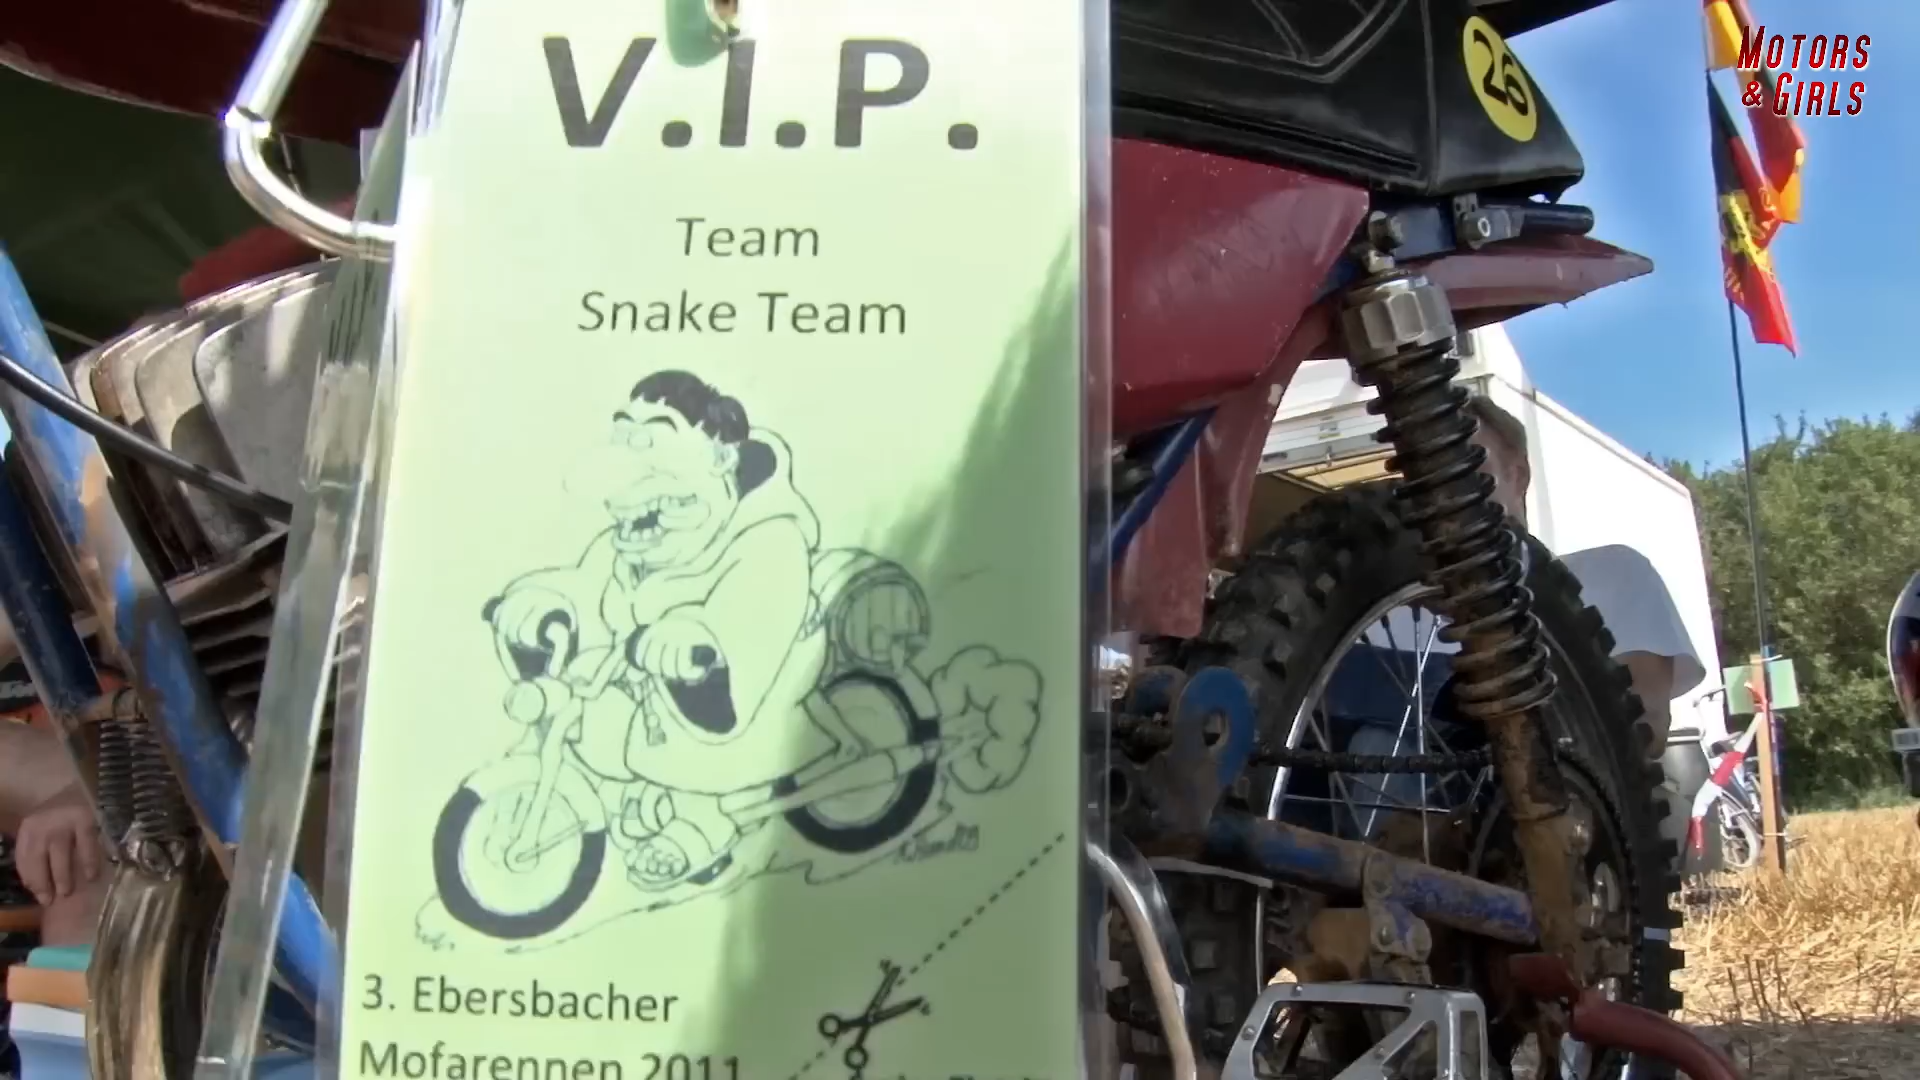 V.I.P.
Team
Snake Team
3. Ebersbacher
Mofarennen 2011
26
MOTORS
& GIRLS